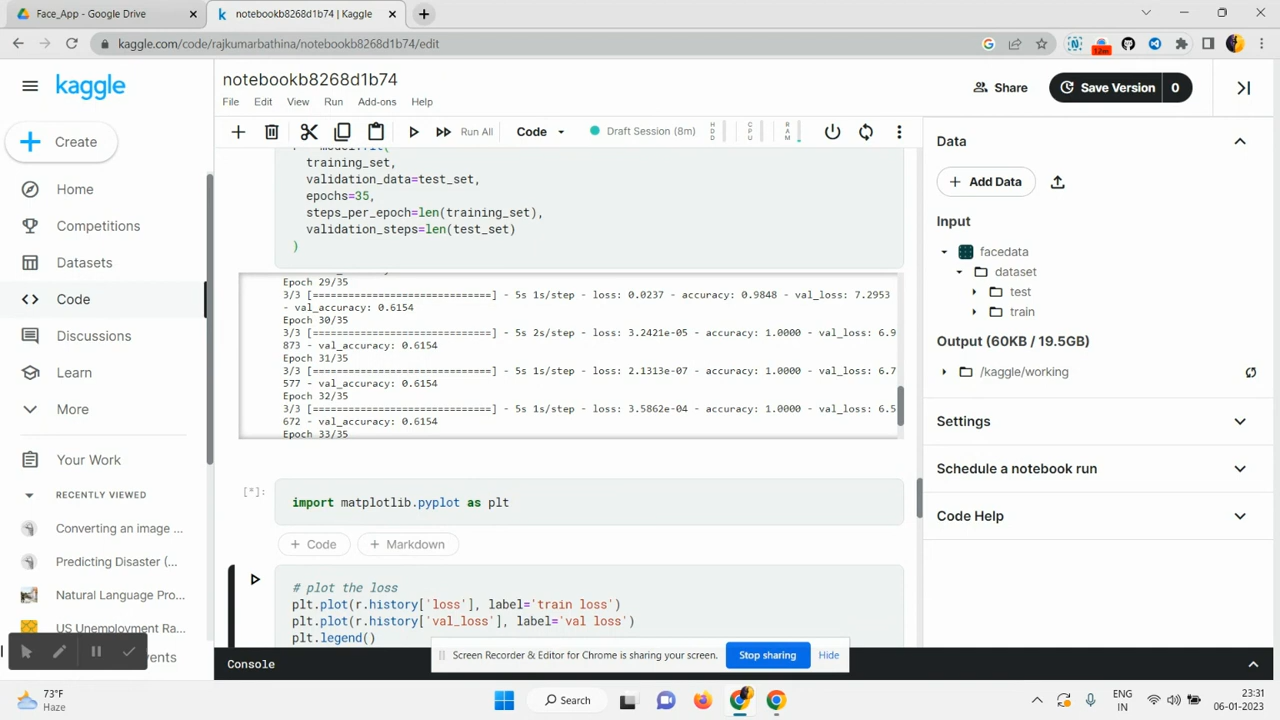 Face_App - Google Drive
notebookb8268d1b74 | Kaggle
kaggle.com/code/rajkumarbathina/notebookb8268d1b74/edit
12m
kaggle
notebookb8268d1b74
File Edit View Run Add-ons Help
Share
Save Version 0
Run All
Code
Draft Session (8m)
HDD
CPU
RAM
Create
Home
Competitions
Datasets
Code
Discussions
Learn
More
Your Work
RECENTLY VIEWED
Converting an image ...
Predicting Disaster (...
Natural Language Pro...
US Unemployment Ra...
training_set,
validation_data=test_set,
epochs=35,
steps_per_epoch=len(training_set),
validation_steps=len(test_set)
)
Epoch 29/35
3/3 [==============================] - 5s 1s/step - loss: 0.0237 - accuracy: 0.9848 - val_loss: 7.2953
- val_accuracy: 0.6154
Epoch 30/35
3/3 [==============================] - 5s 2s/step - loss: 3.2421e-05 - accuracy: 1.0000 - val_loss: 6.9
873 - val_accuracy: 0.6154
Epoch 31/35
3/3 [==============================] - 5s 1s/step - loss: 2.1313e-07 - accuracy: 1.0000 - val_loss: 6.7
577 - val_accuracy: 0.6154
Epoch 32/35
3/3 [==============================] - 5s 1s/step - loss: 3.5862e-04 - accuracy: 1.0000 - val_loss: 6.5
672 - val_accuracy: 0.6154
Epoch 33/35
[*]:
import matplotlib.pyplot as plt
+ Code + Markdown
# plot the loss
plt.plot(r.history['loss'], label='train loss')
plt.plot(r.history['val_loss'], label='val loss')
plt.legend()
Data
Add Data
Input
facedata
dataset
test
train
Output (60KB / 19.5GB)
/kaggle/working
Settings
Schedule a notebook run
Code Help
Screen Recorder & Editor for Chrome is sharing your screen.
Stop sharing
Hide
Console
73°F
Haze
Search
ENG
IN
23:31
06-01-2023